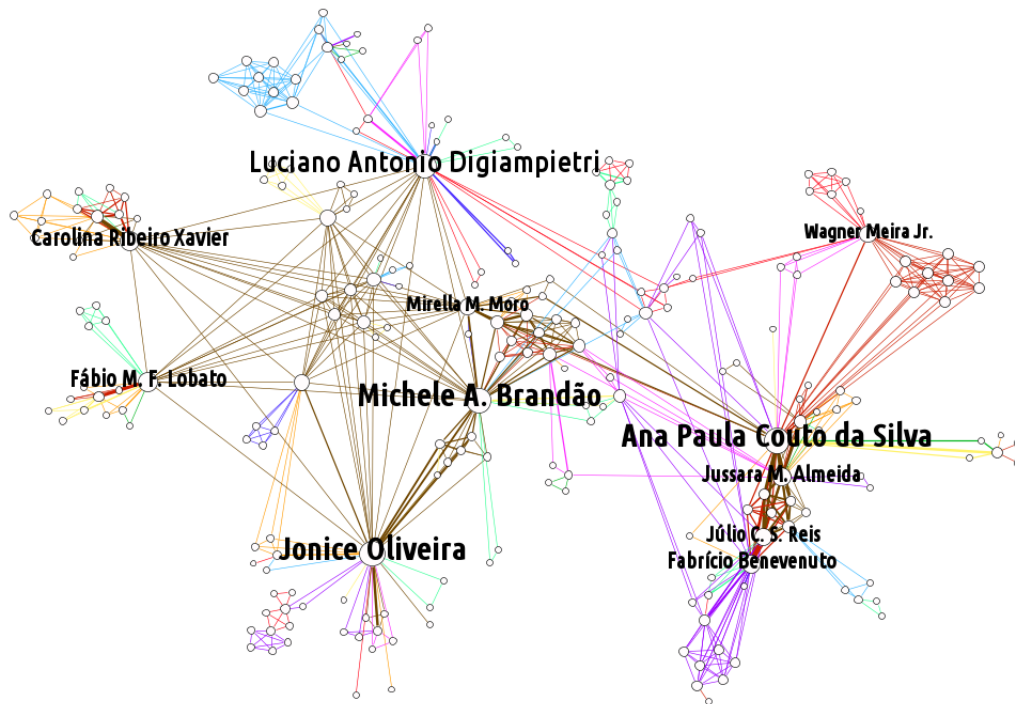 Luciano Antonio Digiampietri
Carolina Ribeiro Xavier
Wagner Meira Jr.
Mirella M. Moro
Fábio M. F. Lobato
Michele A. Brandão
Ana Paula Couto da Silva
Jussara M. Almeida
Júlio C. S. Reis
Jonice Oliveira
Fabrício Benevenuto